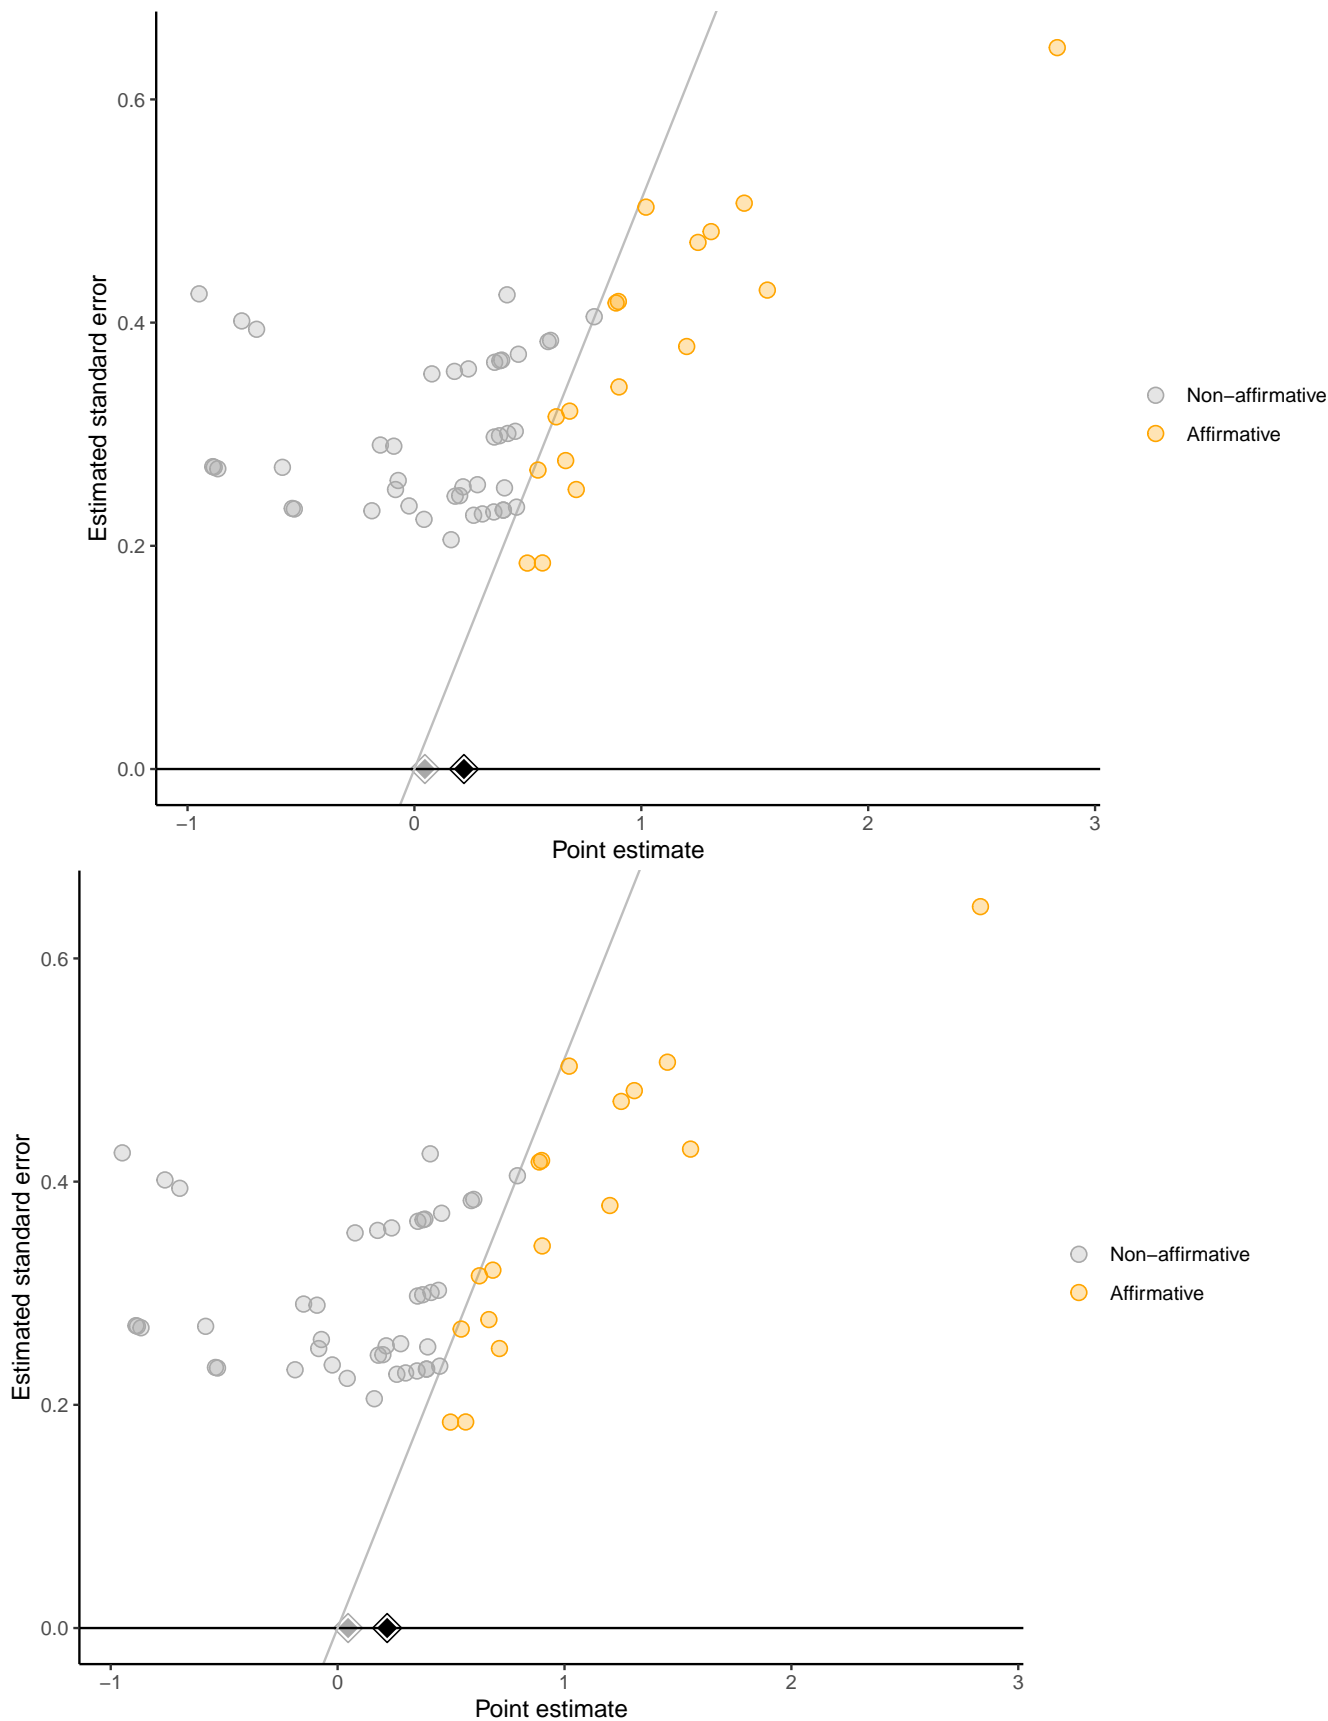 0.6
0.4
0.2
0.0
Estimated standard error
−1
0
1
2
3
Point estimate
Non−affirmative
Affirmative
0.6
0.4
0.2
0.0
Estimated standard error
−1
0
1
2
3
Point estimate
Non−affirmative
Affirmative